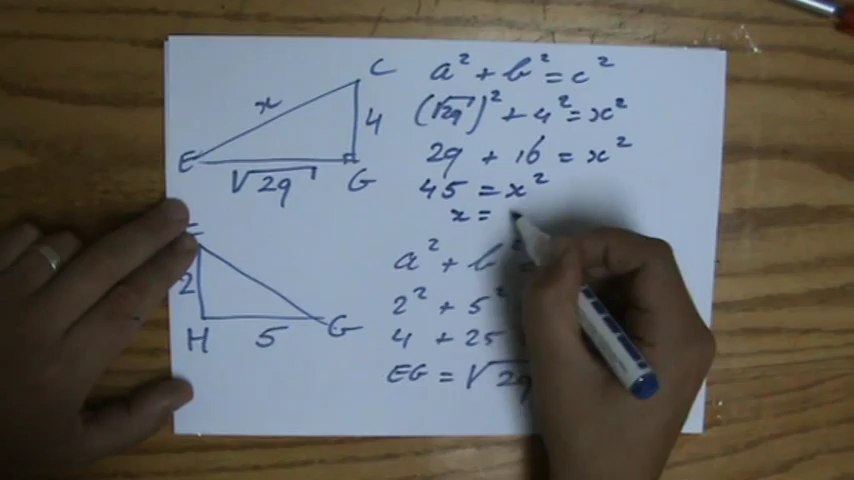 C
x
4
E
√29
G
2
H
5
G
a² + b² = c²
(√29)² + 4² = x²
29 + 16 = x²
45 = x²
x =
a² + b²
2² + 5²
4 + 25
EG = √29